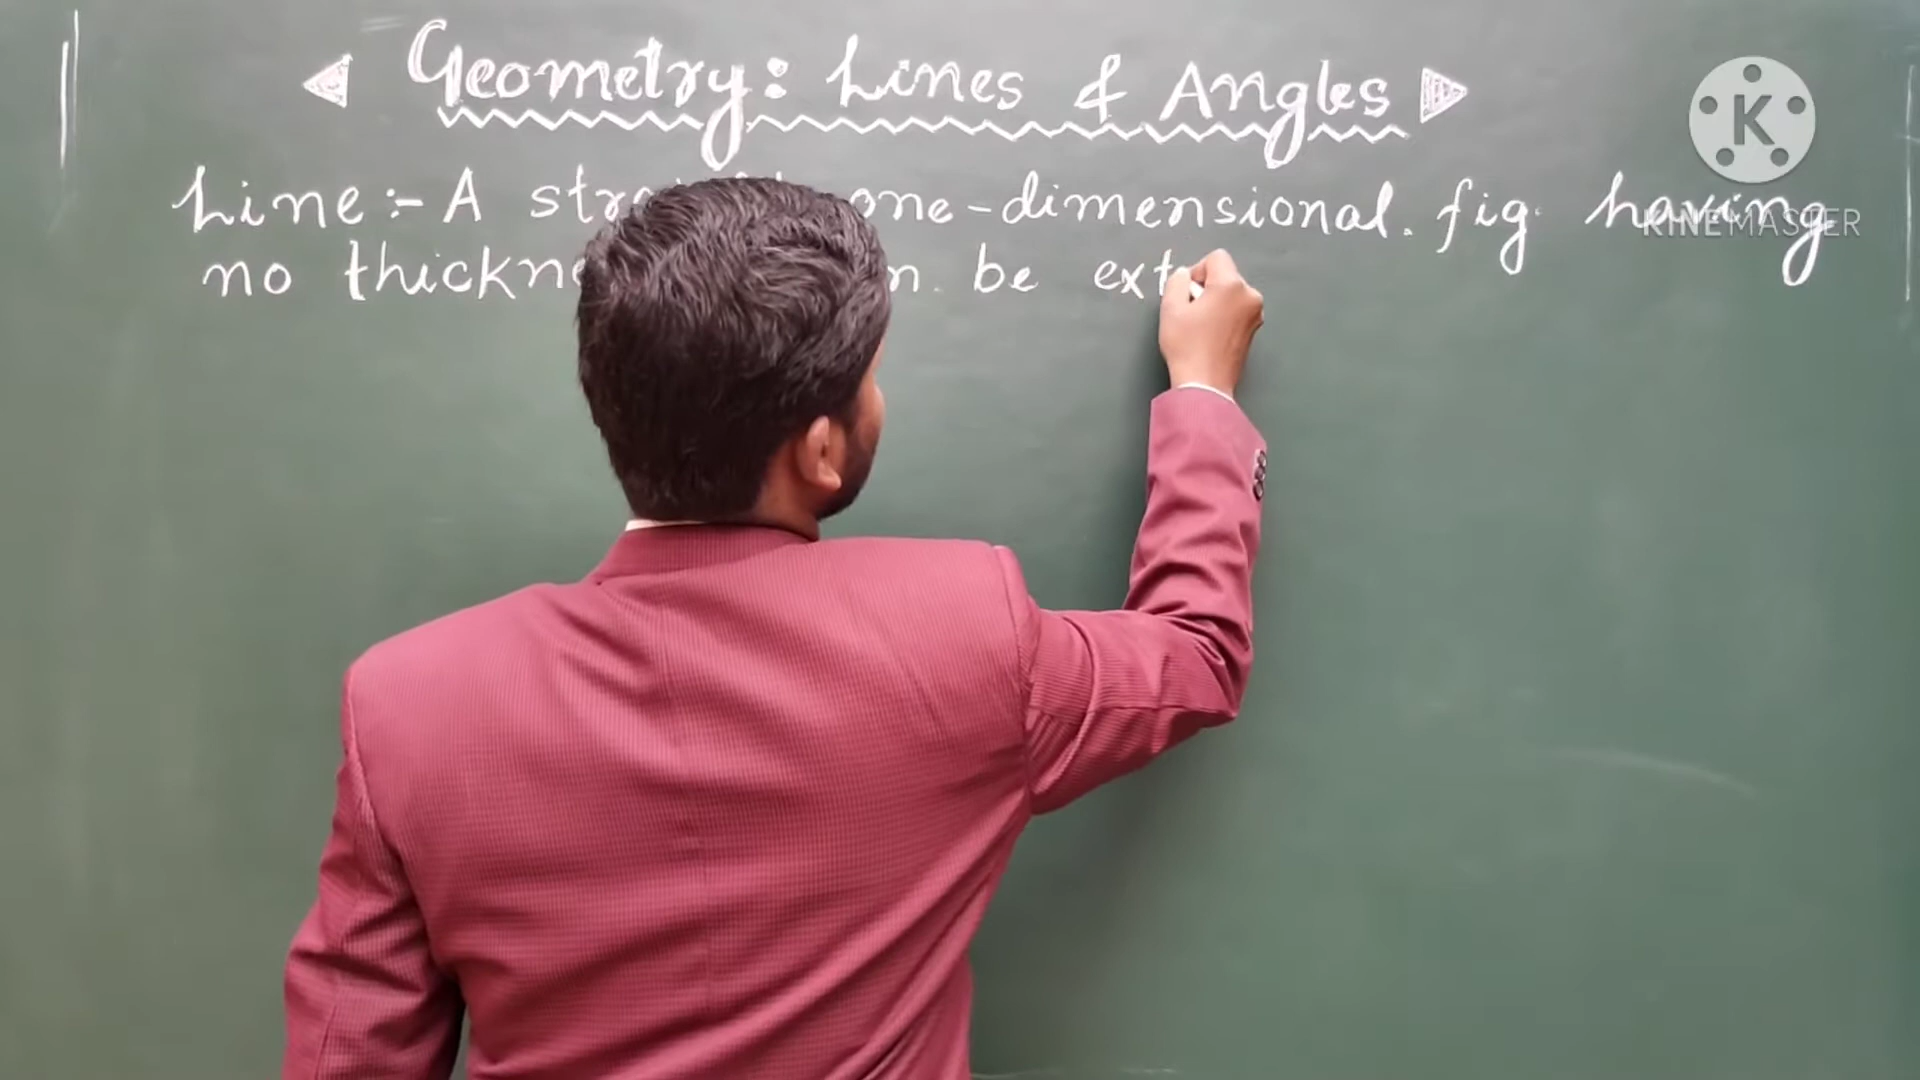 Geometry: Lines & Angles
Line :- A one-dimensional. fig. having
no be
K
KINEMASTER